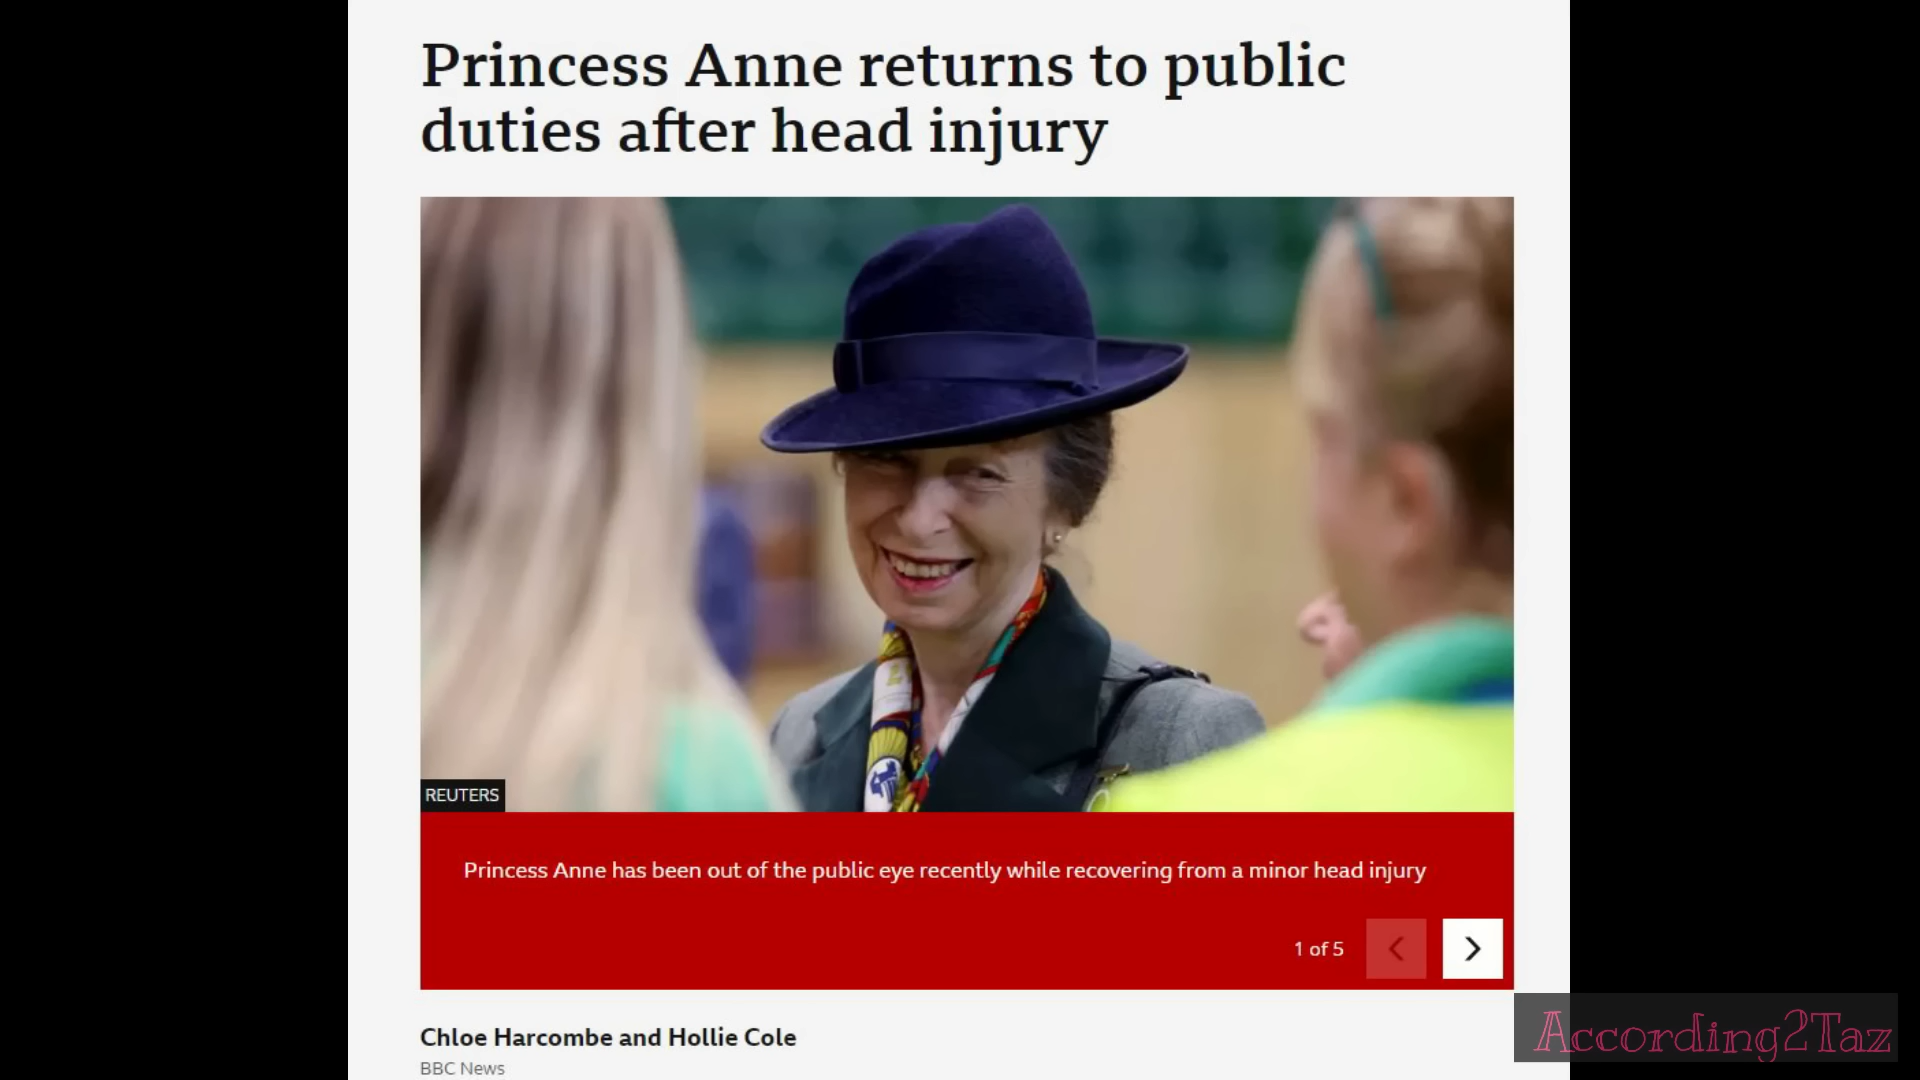 Princess Anne returns to public
duties after head injury
REUTERS
Princess Anne has been out of the public eye recently while recovering from a minor head injury
1 of 5
Chloe Harcombe and Hollie Cole
BBC News
According2Taz